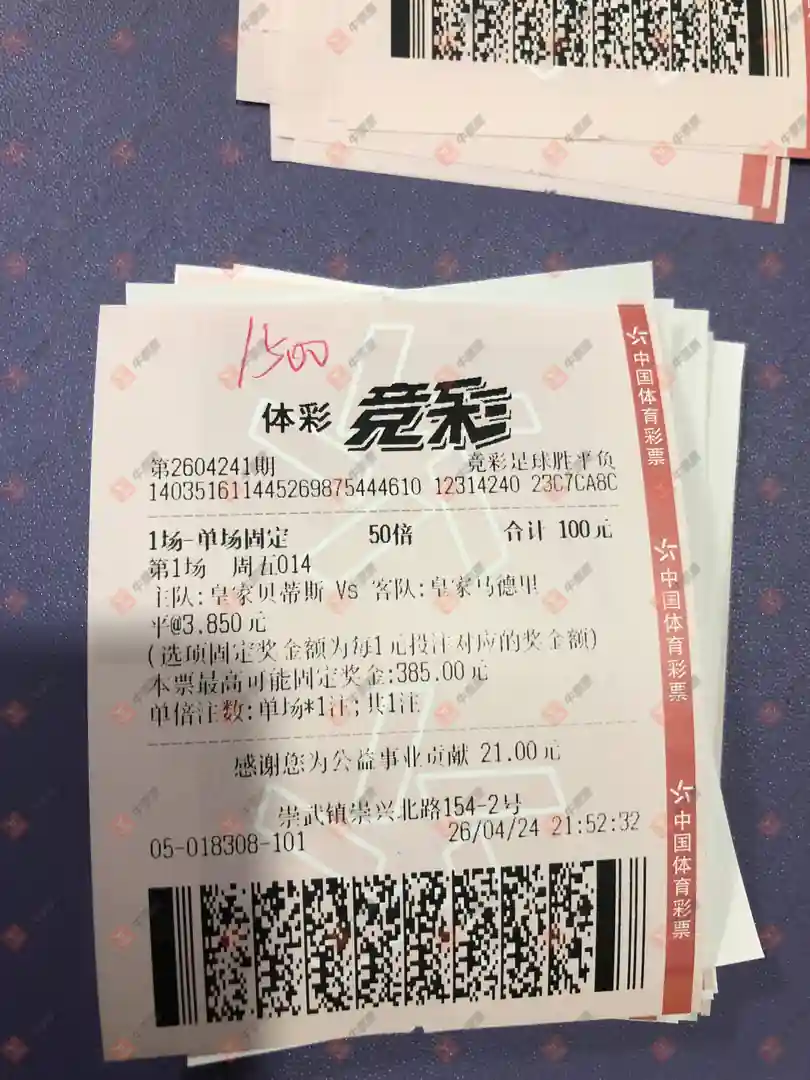 1500
体彩 竞彩
第2604241期 竞彩足球胜平负
140351611445269875444610 12314240 23C7CA8C
1场-单场固定 50倍 合计 100元
第1场 周五014
主队:皇家贝蒂斯 Vs 客队:皇家马德里
平@3.850元
(选项固定奖金额为每1元投注对应的奖金额)
本票最高可能固定奖金:385.00元
单倍注数:单场*1注;共1注
感谢您为公益事业贡献 21.00元
崇武镇崇兴北路154-2号
05-018308-101 26/04/24 21:52:32
中国体育彩票
中国体育彩票
中国体育彩票